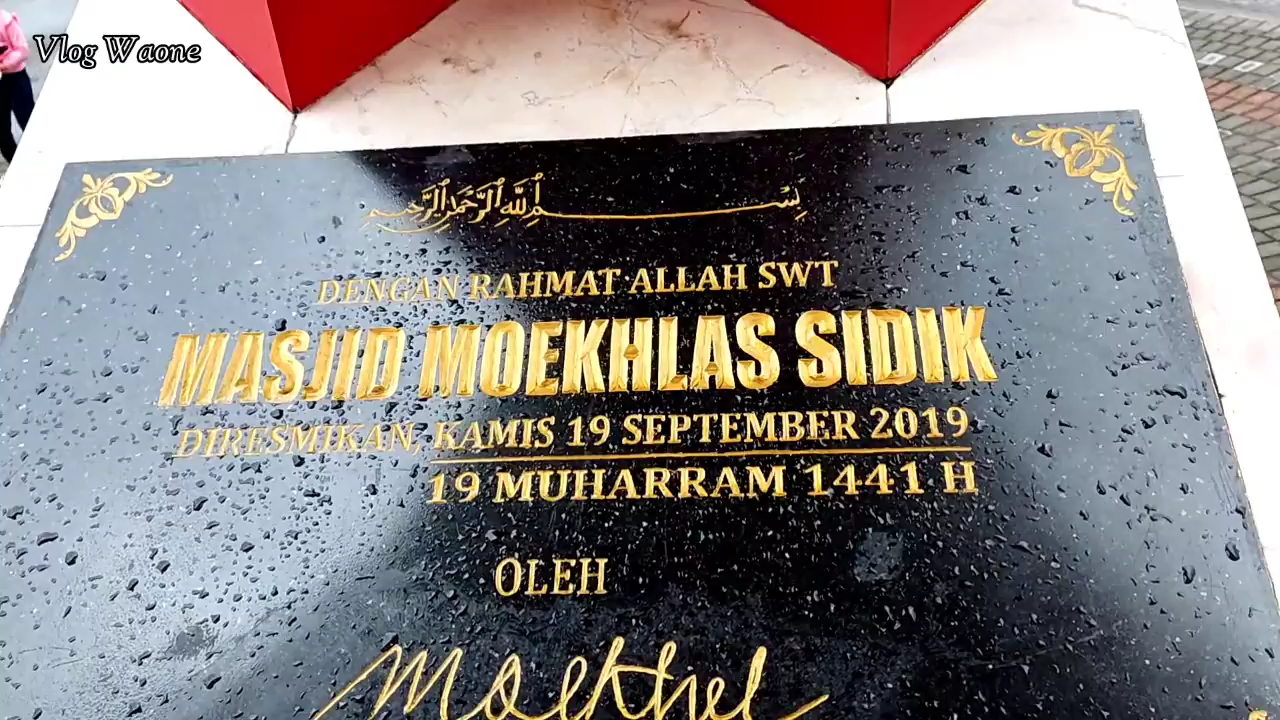 Vlog Waone
بِسْمِ اللهِ الرَّحْمٰنِ الرَّحِيْمِ
DENGAN RAHMAT ALLAH SWT
MASJID MOEKHLAS SIDIK
DIRESMIKAN, KAMIS 19 SEPTEMBER 2019
19 MUHARRAM 1441 H
OLEH